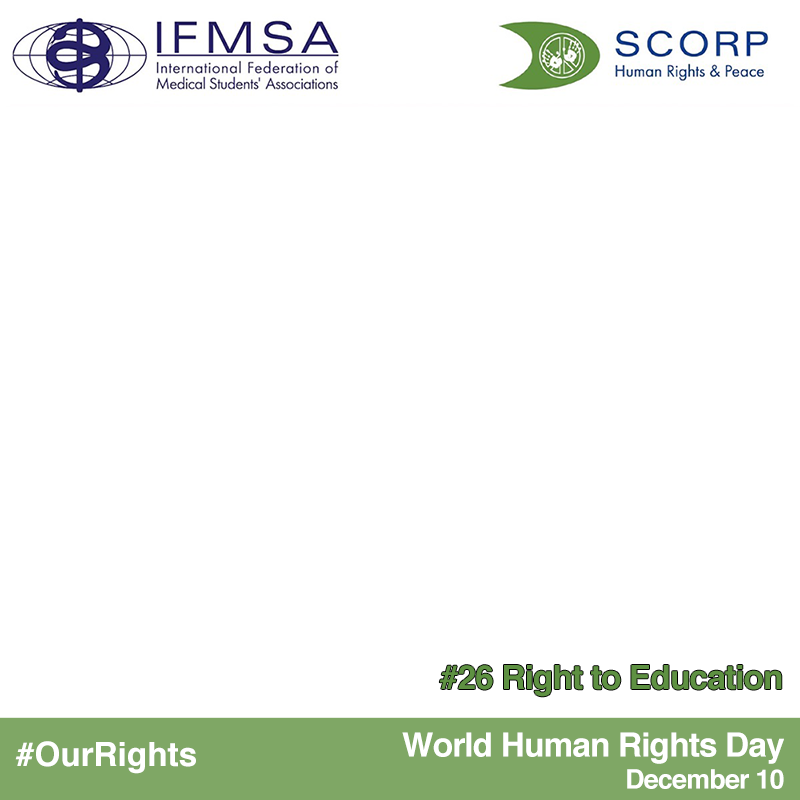 IFMSA
International Federation of
Medical Students' Associations
SCORP
Human Rights & Peace
#26 Right to Education
#OurRights
World Human Rights Day
December 10